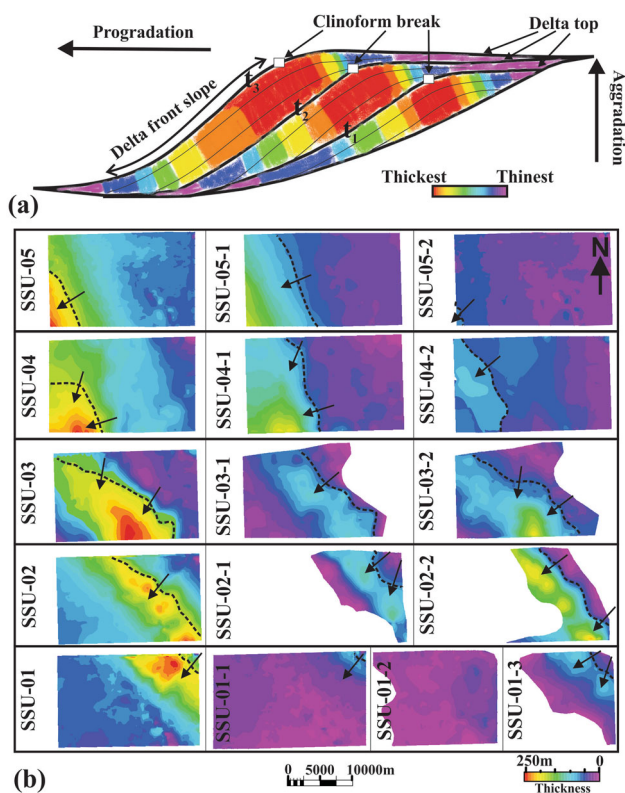 Progradation
Clinoform break
Delta top
Delta front slope
t3
t2
t1
Aggradation
Thickest Thinest
(a)
SSU-05
SSU-05-1
SSU-05-2
N
SSU-04
SSU-04-1
SSU-04-2
SSU-03
SSU-03-1
SSU-03-2
SSU-02
SSU-02-1
SSU-02-2
SSU-01
SSU-01-1
SSU-01-2
SSU-01-3
(b)
0 5000 10000m
250m 0
Thickness